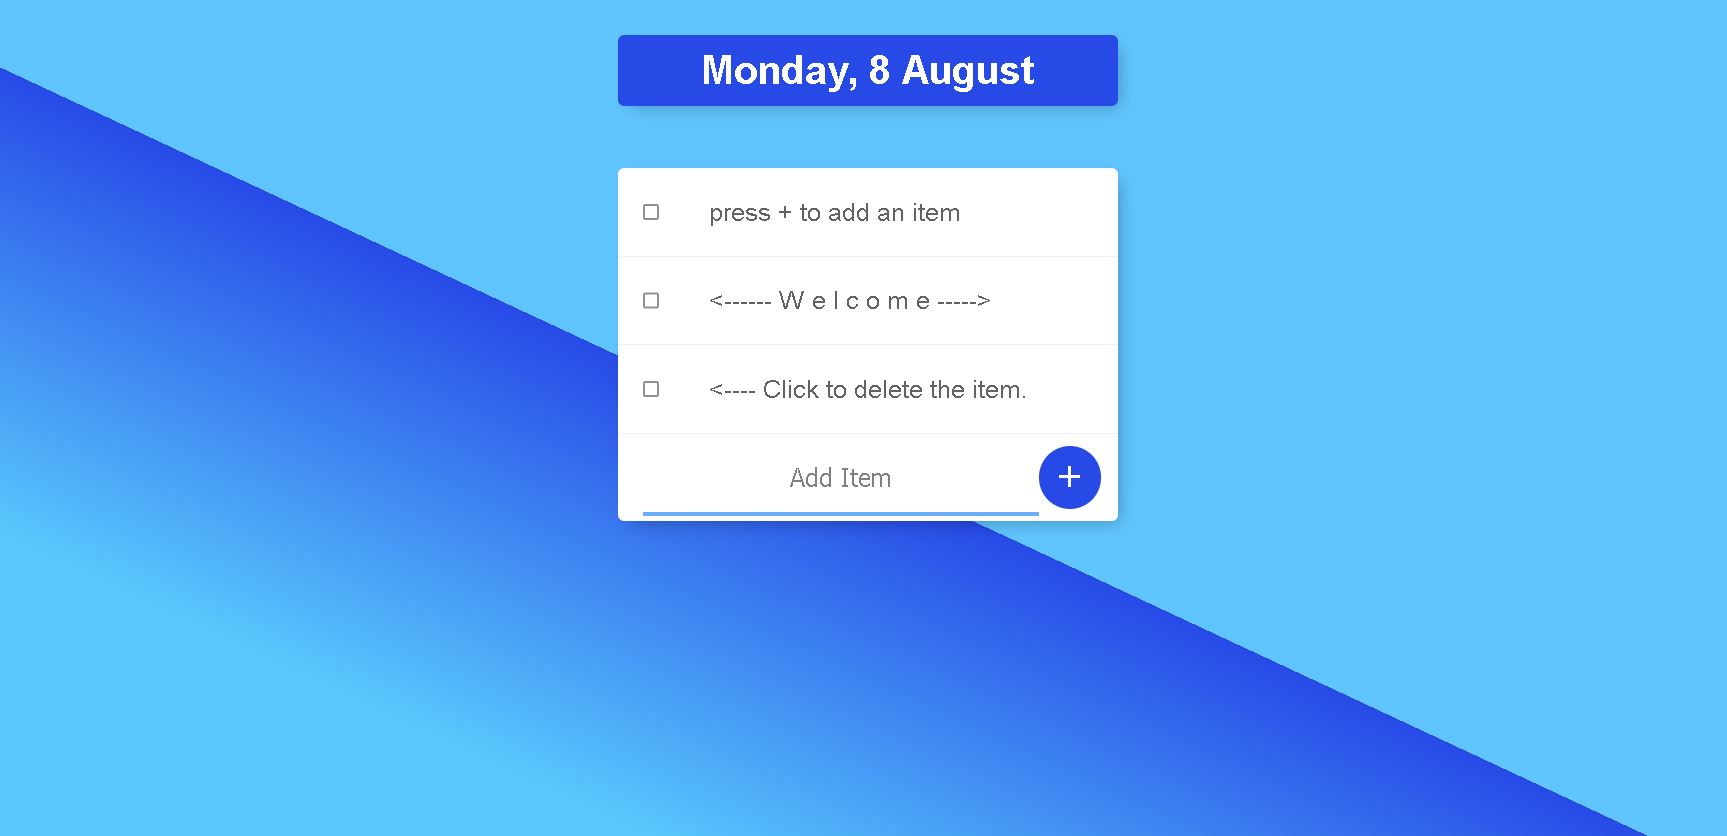 Monday, 8 August
press + to add an item
<------ W e l c o m e ----->
<---- Click to delete the item.
Add Item
+